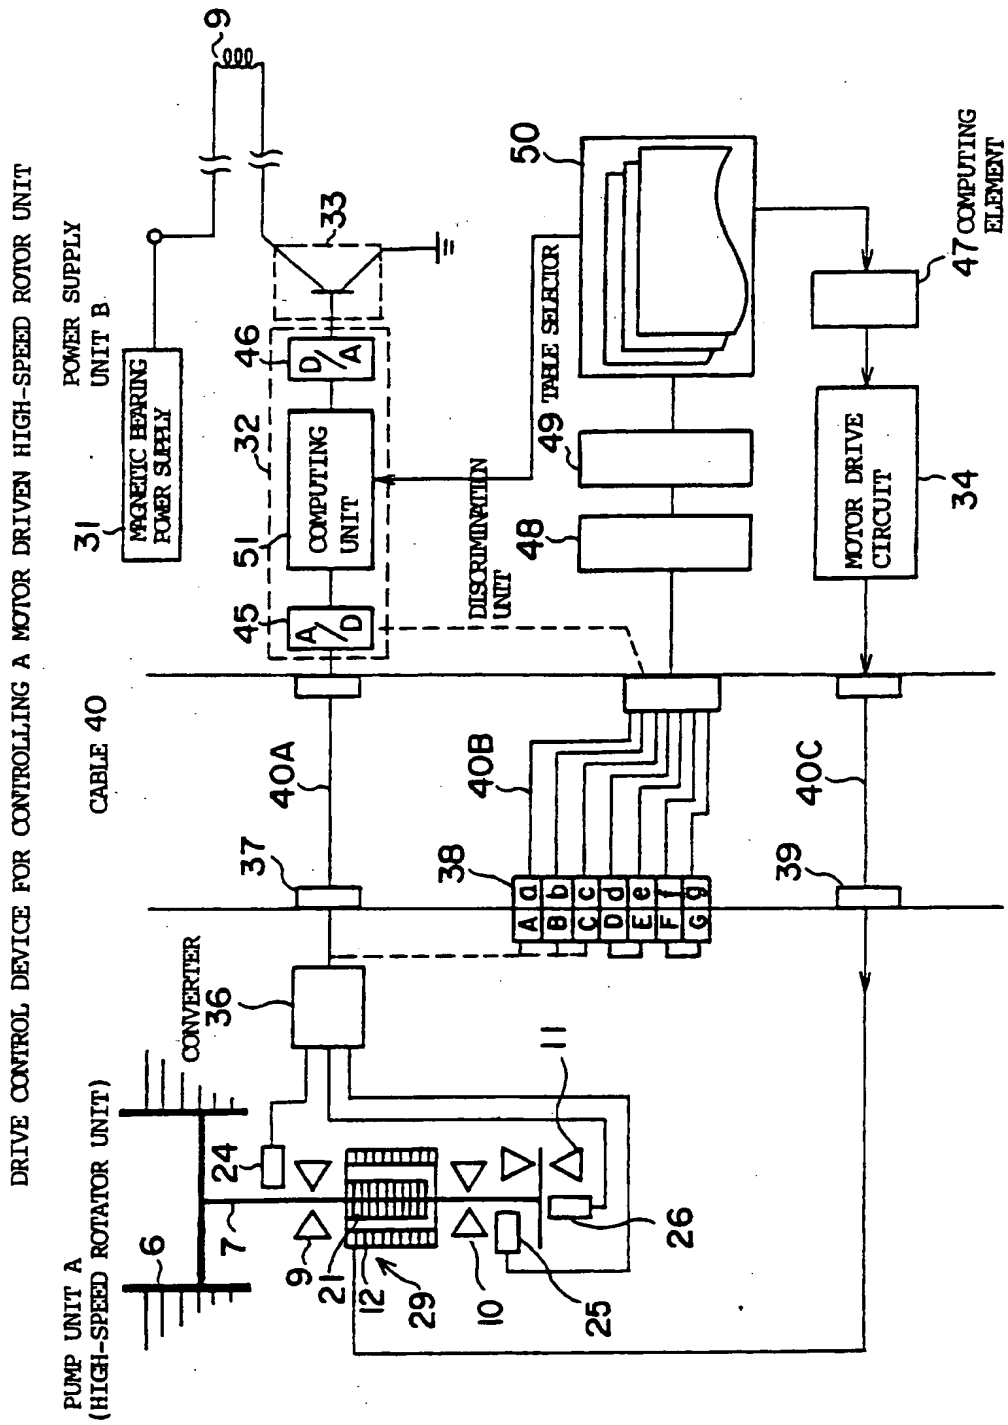 DRIVE CONTROL DEVICE FOR CONTROLLING A MOTOR DRIVEN HIGH-SPEED ROTOR UNIT
PUMP UNIT A
(HIGH-SPEED ROTATOR UNIT)
CABLE 40
POWER SUPPLY
UNIT B
6
7
24
9
21
12
29
10
25
26
11
CONVERTER
36
37
38
39
A a
B b
C c
D d
E e
F f
G g
40A
40B
40C
31
MAGNETIC BEARING
POWER SUPPLY
9
32
33
45
A/D
51
COMPUTING
UNIT
46
D/A
DISCRIMINATION
UNIT
TABLE SELECTOR
48
49
50
MOTOR DRIVE
CIRCUIT
34
47 COMPUTING
ELEMENT